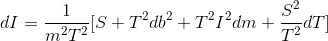 dI = \frac{1}{m^2T^2}[S + T^2db^2 + T^2I^2dm + \frac{S^2}{T^2}dT]